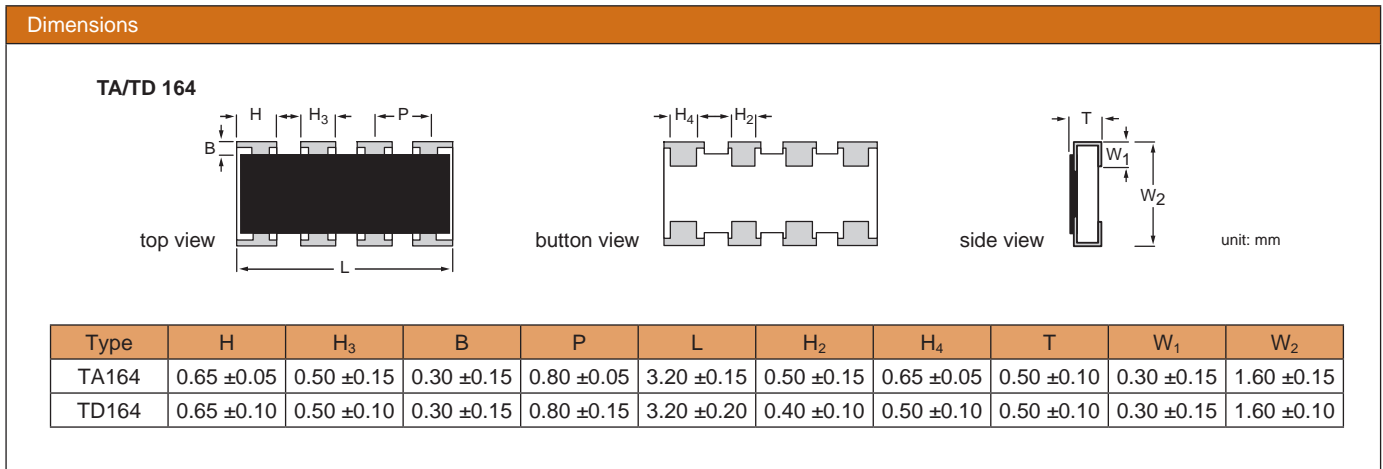 Dimensions
TA/TD 164
H H₃ P
B
top view
L
H₄ H₂
button view
T
W₁
W₂
side view
unit: mm
Type H H₃ B P L H₂ H₄ T W₁ W₂
TA164 0.65 ±0.05 0.50 ±0.15 0.30 ±0.15 0.80 ±0.05 3.20 ±0.15 0.50 ±0.15 0.65 ±0.05 0.50 ±0.10 0.30 ±0.15 1.60 ±0.15
TD164 0.65 ±0.10 0.50 ±0.10 0.30 ±0.15 0.80 ±0.15 3.20 ±0.20 0.40 ±0.10 0.50 ±0.10 0.50 ±0.10 0.30 ±0.15 1.60 ±0.10